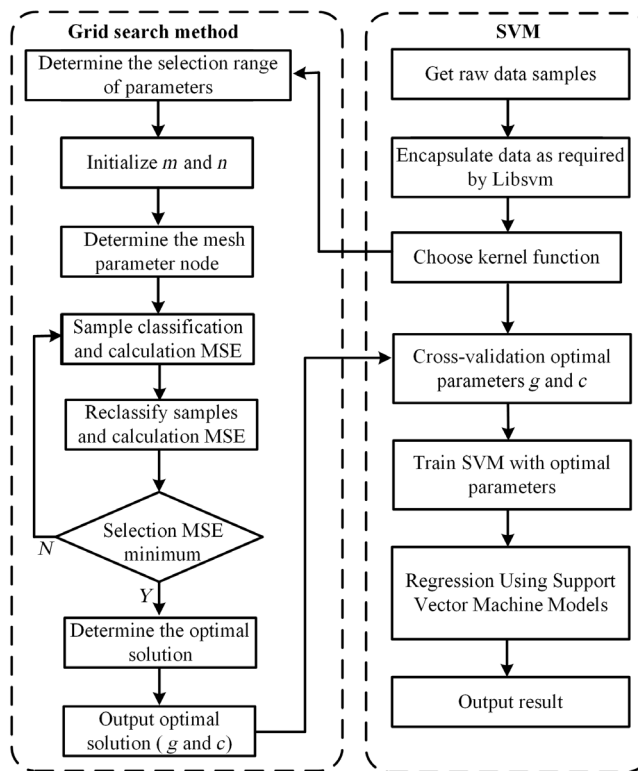 Grid search method
Determine the selection range
of parameters
Initialize m and n
Determine the mesh
parameter node
Sample classification
and calculation MSE
Reclassify samples
and calculation MSE
Selection MSE
minimum
N
Y
Determine the optimal
solution
Output optimal
solution ( g and c)
SVM
Get raw data samples
Encapsulate data as required
by Libsvm
Choose kernel function
Cross-validation optimal
parameters g and c
Train SVM with optimal
parameters
Regression Using Support
Vector Machine Models
Output result